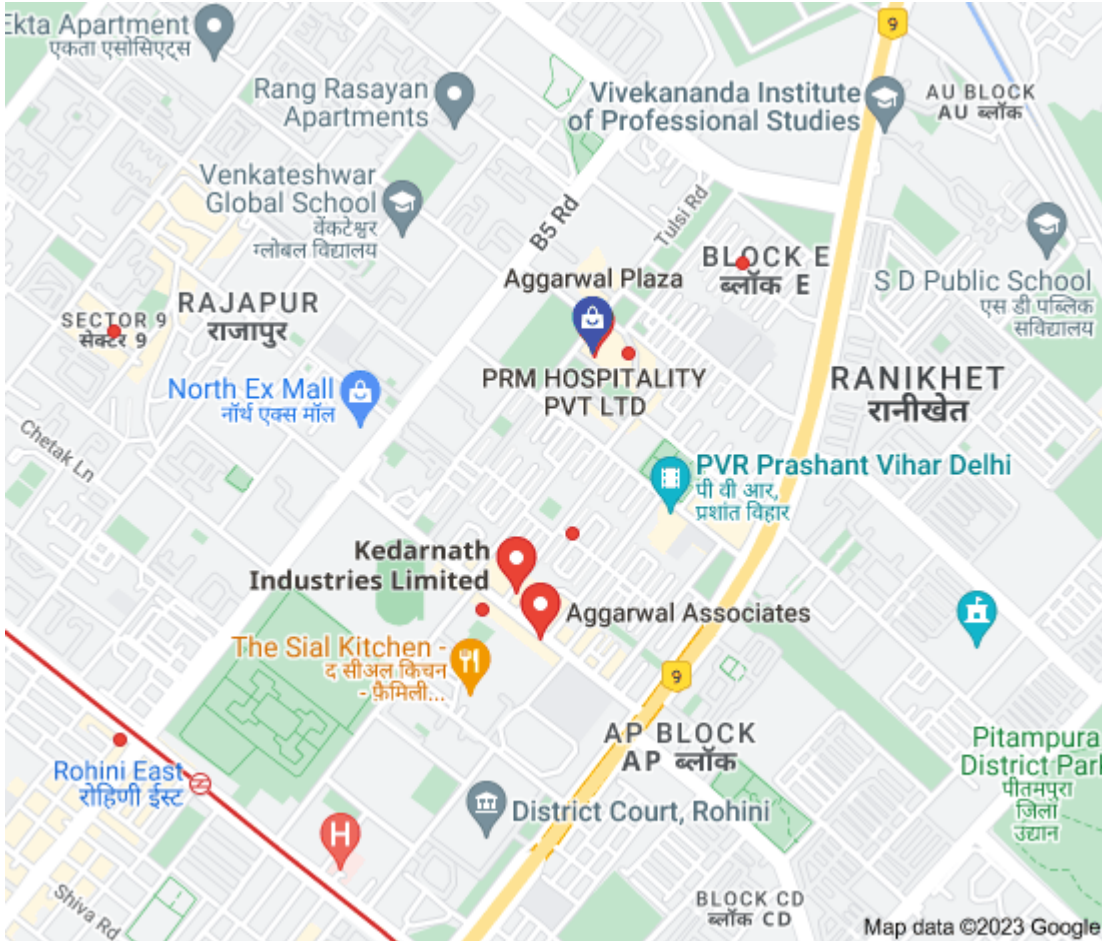 Ekta Apartment
एकता एसोसिएट्स
9
Rang Rasayan
Apartments
Vivekananda Institute
of Professional Studies
AU BLOCK
AU ब्लॉक
Venkateshwar
Global School
वेंकटेश्वर
ग्लोबल विद्यालय
B5 Rd
Tulsi Rd
BLOCK E
ब्लॉक E
S D Public School
एस डी पब्लिक
सविद्यालय
Aggarwal Plaza
RAJAPUR
राजापुर
SECTOR 9
सेक्टर 9
PRM HOSPITALITY
PVT LTD
RANIKHET
रानीखेत
North Ex Mall
नॉर्थ एक्स मॉल
Chetak Ln
PVR Prashant Vihar Delhi
पी वी आर,
प्रशांत विहार
Kedarnath
Industries Limited
Aggarwal Associates
The Sial Kitchen -
द सीअल किचन
- फ़ैमिली...
9
AP BLOCK
AP ब्लॉक
Pitampura
District Park
पीतमपुरा
जिला
उद्यान
Rohini East
रोहिणी ईस्ट
District Court, Rohini
H
Shiva Rd
BLOCK CD
ब्लॉक CD
Map data ©2023 Google